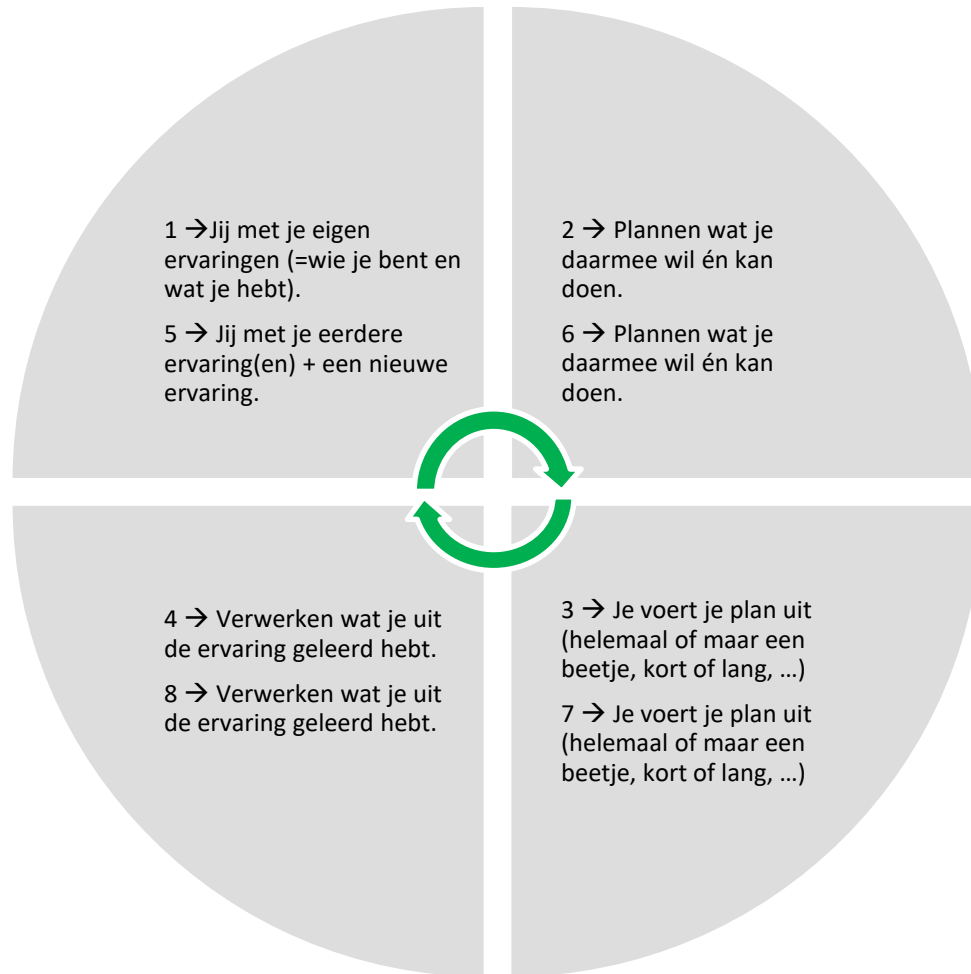 1 →Jij met je eigen
ervaringen (=wie je bent en
wat je hebt).
5 → Jij met je eerdere
ervaring(en) + een nieuwe
ervaring.
2 → Plannen wat je
daarmee wil én kan
doen.
6 → Plannen wat je
daarmee wil én kan
doen.
4 → Verwerken wat je uit
de ervaring geleerd hebt.
8 → Verwerken wat je uit
de ervaring geleerd hebt.
3 → Je voert je plan uit
(helemaal of maar een
beetje, kort of lang, …)
7 → Je voert je plan uit
(helemaal of maar een
beetje, kort of lang, …)